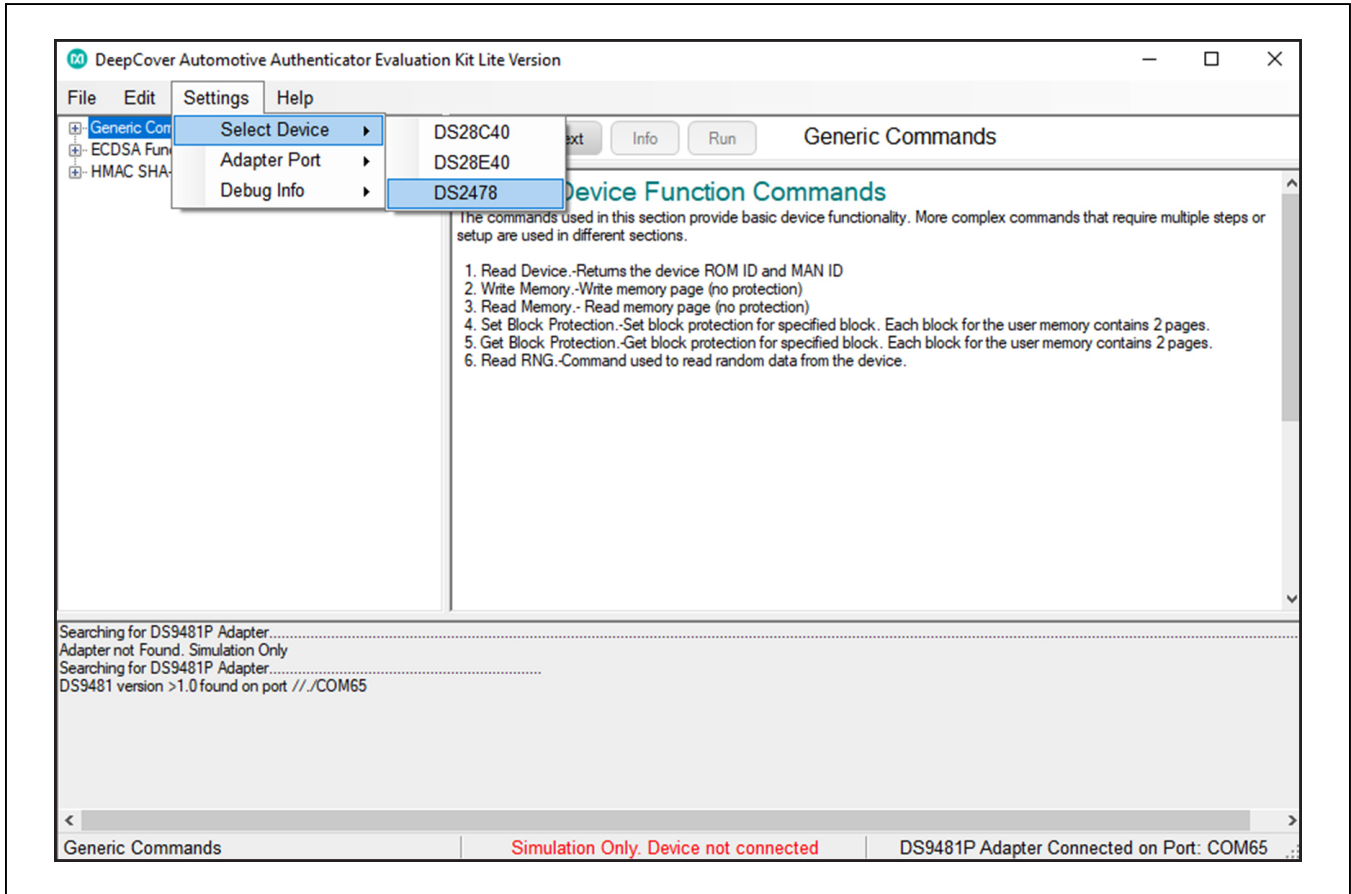 DeepCover Automotive Authenticator Evaluation Kit Lite Version
File Edit Settings Help
Generic Com
ECDSA Fun
HMAC SHA-
Select Device
Adapter Port
Debug Info
DS28C40
DS28E40
DS2478
ext Info Run Generic Commands
Device Function Commands
The commands used in this section provide basic device functionality. More complex commands that require multiple steps or
setup are used in different sections.
1. Read Device.-Returns the device ROM ID and MAN ID
2. Write Memory.-Write memory page (no protection)
3. Read Memory.- Read memory page (no protection)
4. Set Block Protection.-Set block protection for specified block. Each block for the user memory contains 2 pages.
5. Get Block Protection.-Get block protection for specified block. Each block for the user memory contains 2 pages.
6. Read RNG.-Command used to read random data from the device.
Searching for DS9481P Adapter......................................................................................................................
Adapter not Found. Simulation Only
Searching for DS9481P Adapter..........................................................
DS9481 version >1.0 found on port //./COM65
Generic Commands Simulation Only. Device not connected DS9481P Adapter Connected on Port: COM65